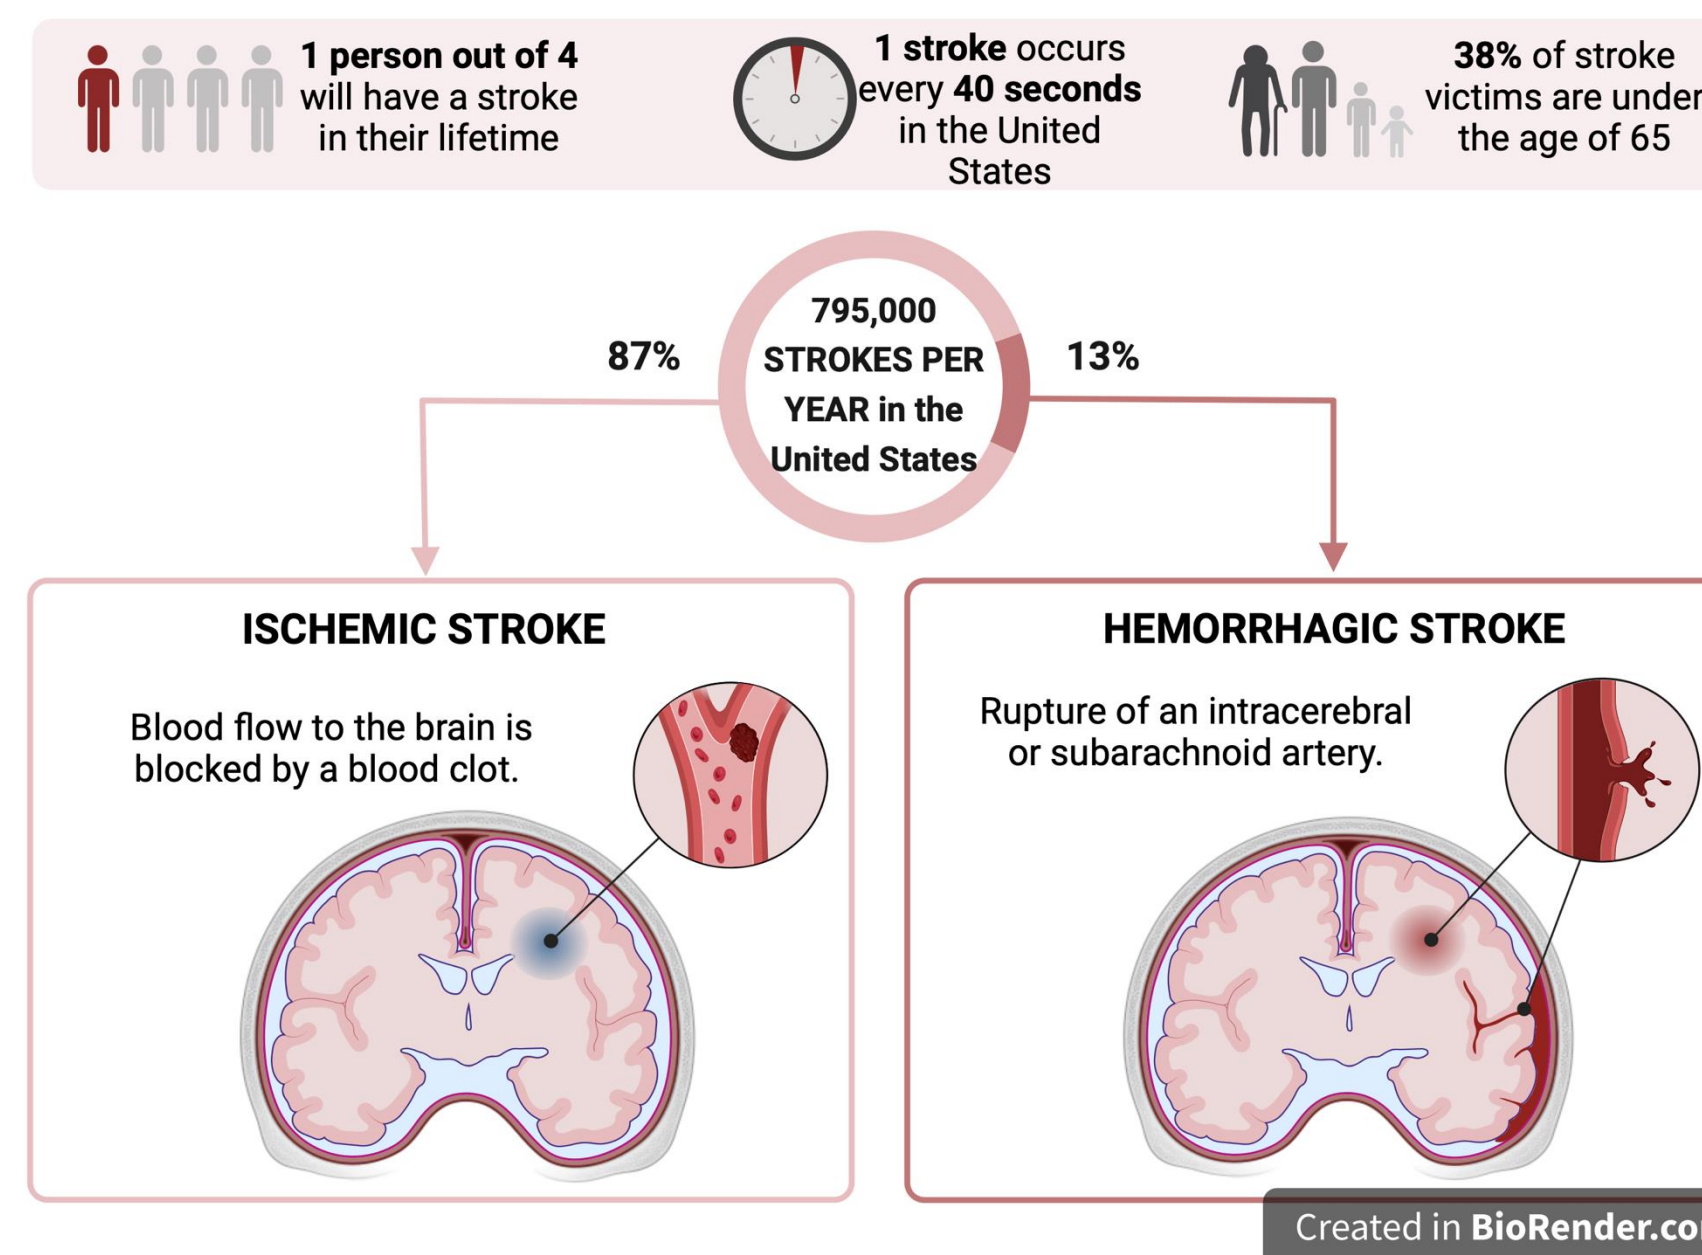 1 person out of 4
will have a stroke
in their lifetime
1 stroke occurs
every 40 seconds
in the United
States
38% of stroke
victims are under
the age of 65
795,000
STROKES PER
YEAR in the
United States
87%
13%
ISCHEMIC STROKE
Blood flow to the brain is
blocked by a blood clot.
HEMORRHAGIC STROKE
Rupture of an intracerebral
or subarachnoid artery.
Created in BioRender.co